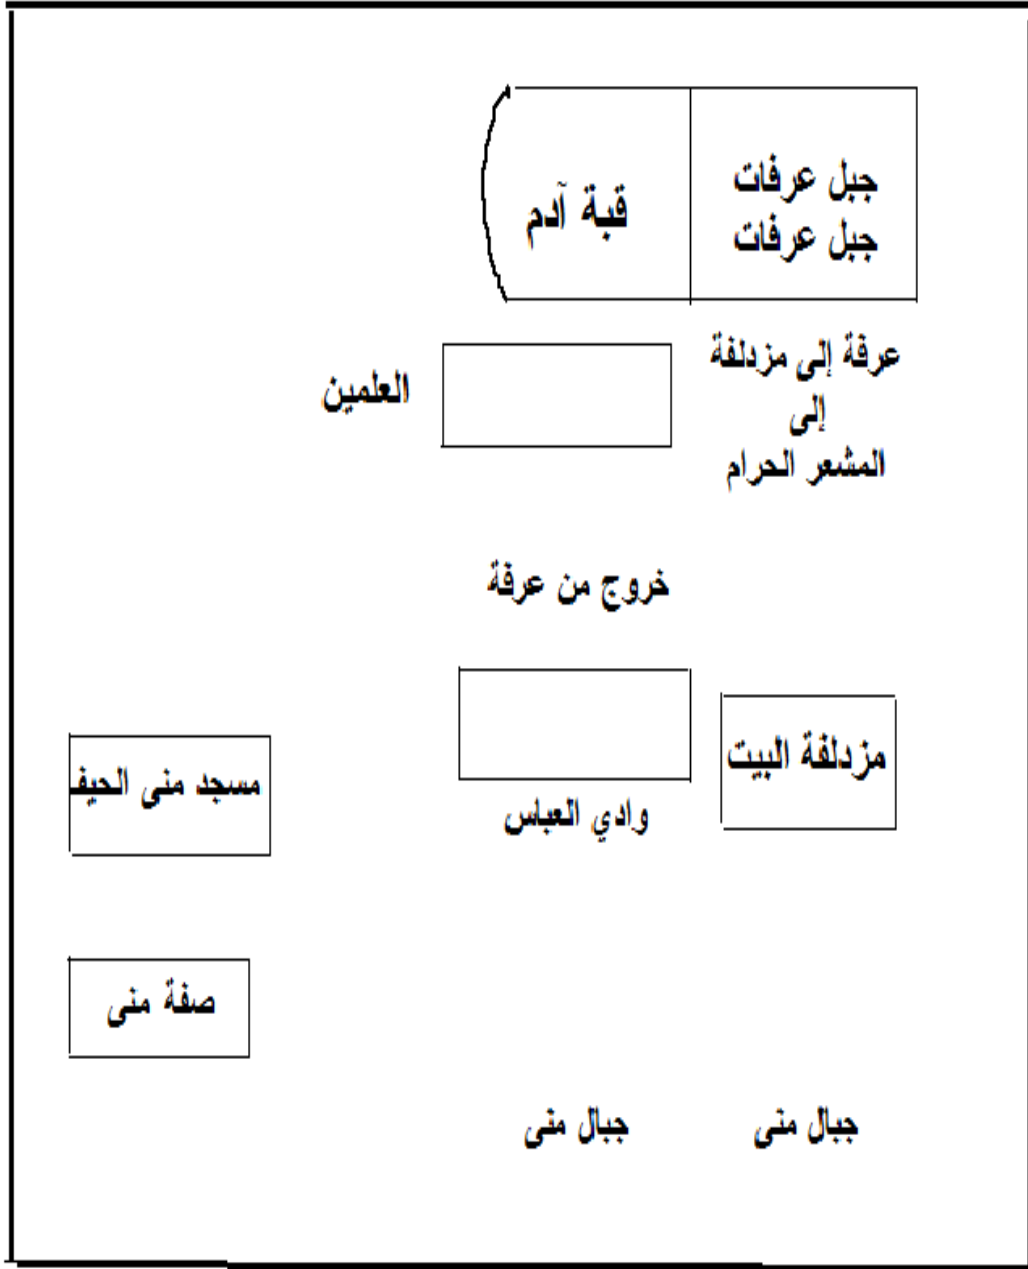 جبل عرفات
جبل عرفات
قبة آدم
عرفة إلى مزدلفة
إلى
المشعر الحرام
العلمين
خروج من عرفة
مزدلفة البيت
وادي العباس
مسجد منى الحيف
صفة منى
جبال منى
جبال منى